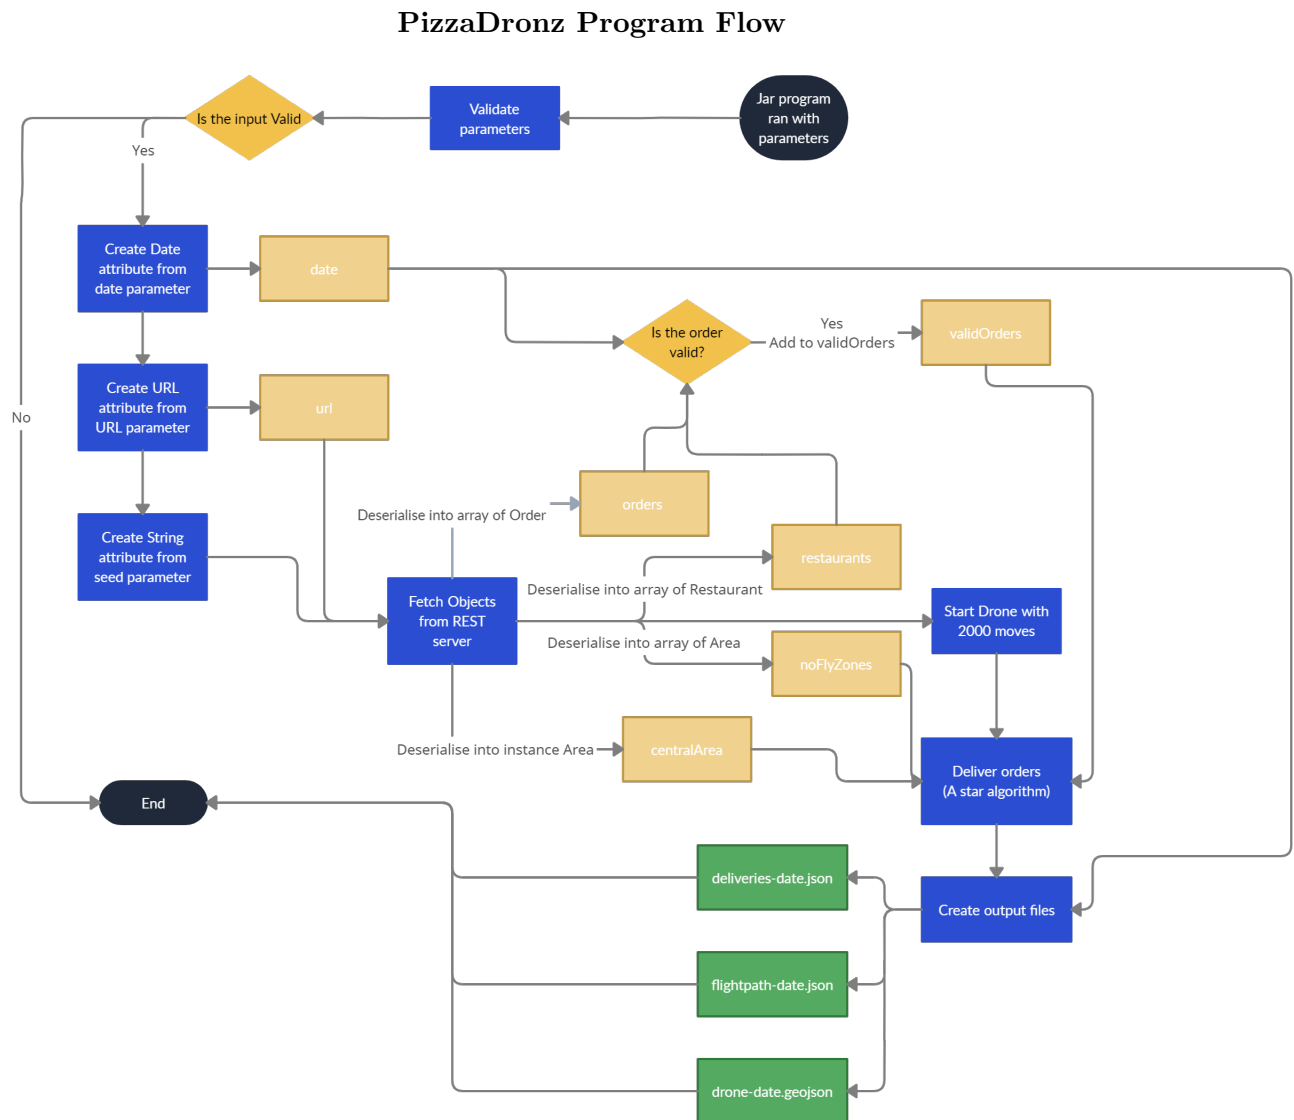 PizzaDronz Program Flow
Jar program
ran with
parameters
Validate
parameters
Is the input Valid
Yes
No
Create Date
attribute from
date parameter
date
Is the order
valid?
Yes
Add to validOrders
validOrders
Create URL
attribute from
URL parameter
url
orders
Deserialise into array of Order
Create String
attribute from
seed parameter
restaurants
Deserialise into array of Restaurant
Fetch Objects
from REST
server
Start Drone with
2000 moves
Deserialise into array of Area
noFlyZones
Deserialise into instance Area
centralArea
Deliver orders
(A star algorithm)
End
deliveries-date.json
Create output files
flightpath-date.json
drone-date.geojson